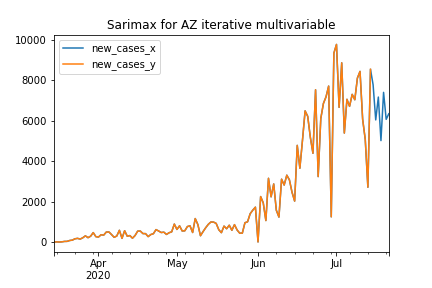 Sarimax for AZ iterative multivariable
new_cases_x
new_cases_y
10000
8000
6000
4000
2000
0
Apr
2020
May
Jun
Jul